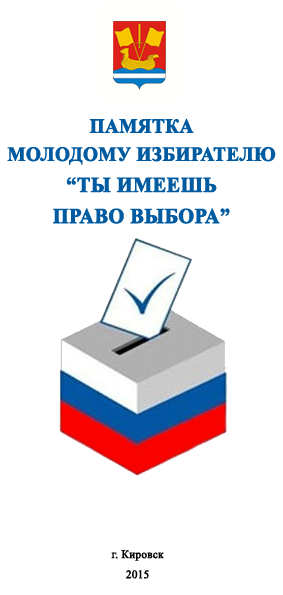 ПАМЯТКА
МОЛОДОМУ ИЗБИРАТЕЛЮ
“ТЫ ИМЕЕШЬ
ПРАВО ВЫБОРА”
г. Кировск
2015